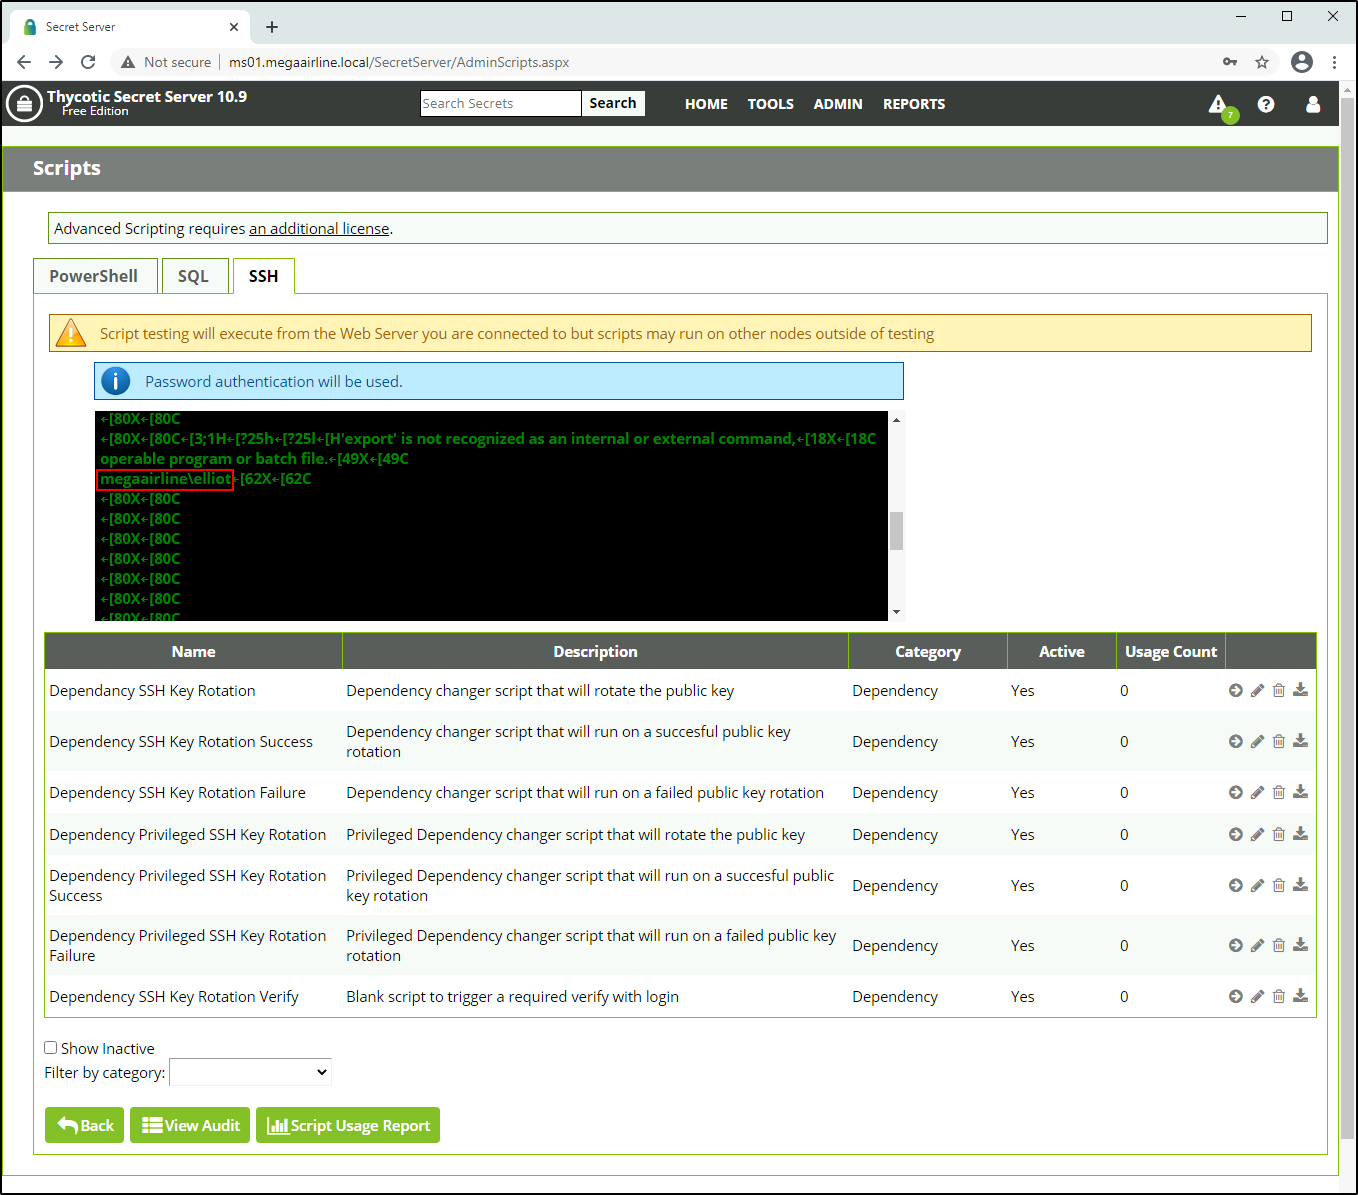 Secret Server
Not secure ms01.megaairline.local/SecretServer/AdminScripts.aspx
Thycotic Secret Server 10.9
Free Edition
Search Secrets Search HOME TOOLS ADMIN REPORTS 7
Scripts
Advanced Scripting requires an additional license.
PowerShell SQL SSH
Script testing will execute from the Web Server you are connected to but scripts may run on other nodes outside of testing
Password authentication will be used.
←[80X←[80C
←[80X←[80C←[3;1H←[?25h←[?25l←[H'export' is not recognized as an internal or external command,←[18X←[18C
operable program or batch file.←[49X←[49C
megaairline\elliot←[62X←[62C
←[80X←[80C
←[80X←[80C
←[80X←[80C
←[80X←[80C
←[80X←[80C
←[80X←[80C
←[80X←[80C
Name Description Category Active Usage Count
Dependancy SSH Key Rotation Dependency changer script that will rotate the public key Dependency Yes 0
Dependency SSH Key Rotation Success Dependency changer script that will run on a succesful public key
rotation Dependency Yes 0
Dependency SSH Key Rotation Failure Dependency changer script that will run on a failed public key rotation Dependency Yes 0
Dependency Privileged SSH Key Rotation Privileged Dependency changer script that will rotate the public key Dependency Yes 0
Dependency Privileged SSH Key Rotation
Success Privileged Dependency changer script that will run on a succesful public
key rotation Dependency Yes 0
Dependency Privileged SSH Key Rotation
Failure Privileged Dependency changer script that will run on a failed public key
rotation Dependency Yes 0
Dependency SSH Key Rotation Verify Blank script to trigger a required verify with login Dependency Yes 0
Show Inactive
Filter by category:
Back View Audit Script Usage Report